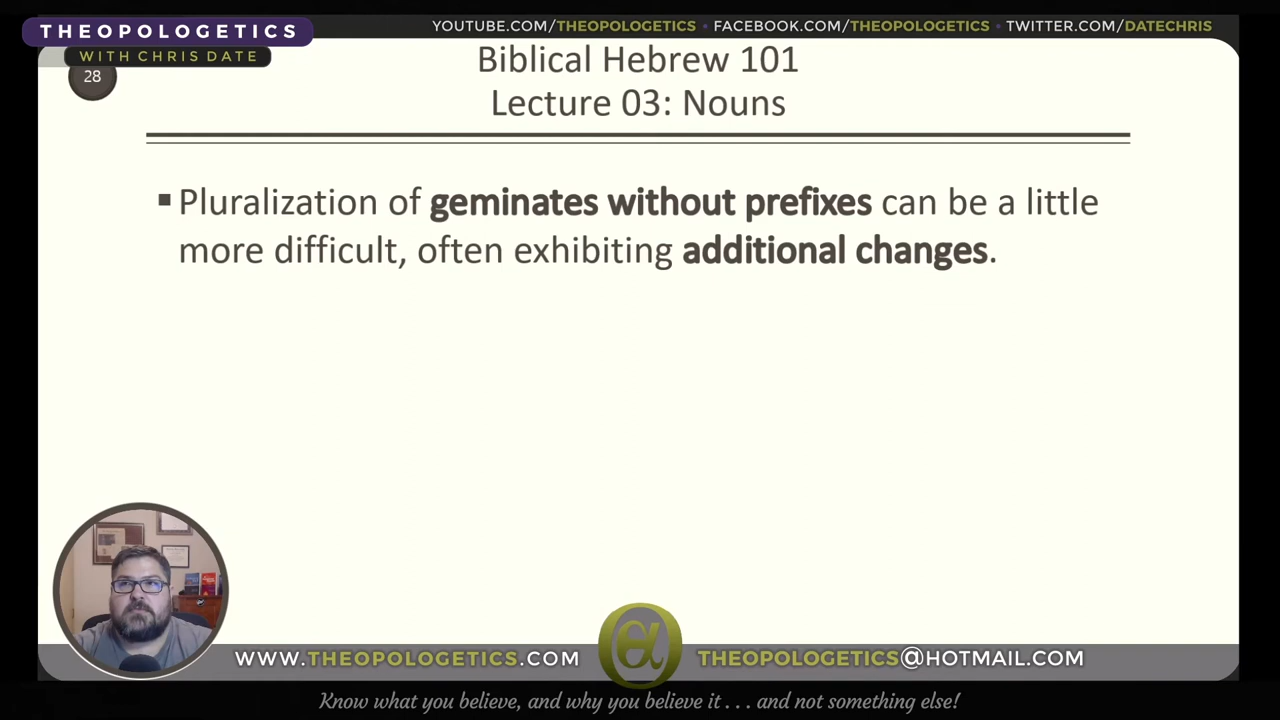 THEOPOLOGETICS
WITH CHRIS DATE
YOUTUBE.COM/THEOPOLOGETICS • FACEBOOK.COM/THEOPOLOGETICS • TWITTER.COM/DATECHRIS
28
Biblical Hebrew 101
Lecture 03: Nouns
▪ Pluralization of geminates without prefixes can be a little
more difficult, often exhibiting additional changes.
WWW.THEOPOLOGETICS.COM
THEOPOLOGETICS@HOTMAIL.COM
Know what you believe, and why you believe it . . . and not something else!